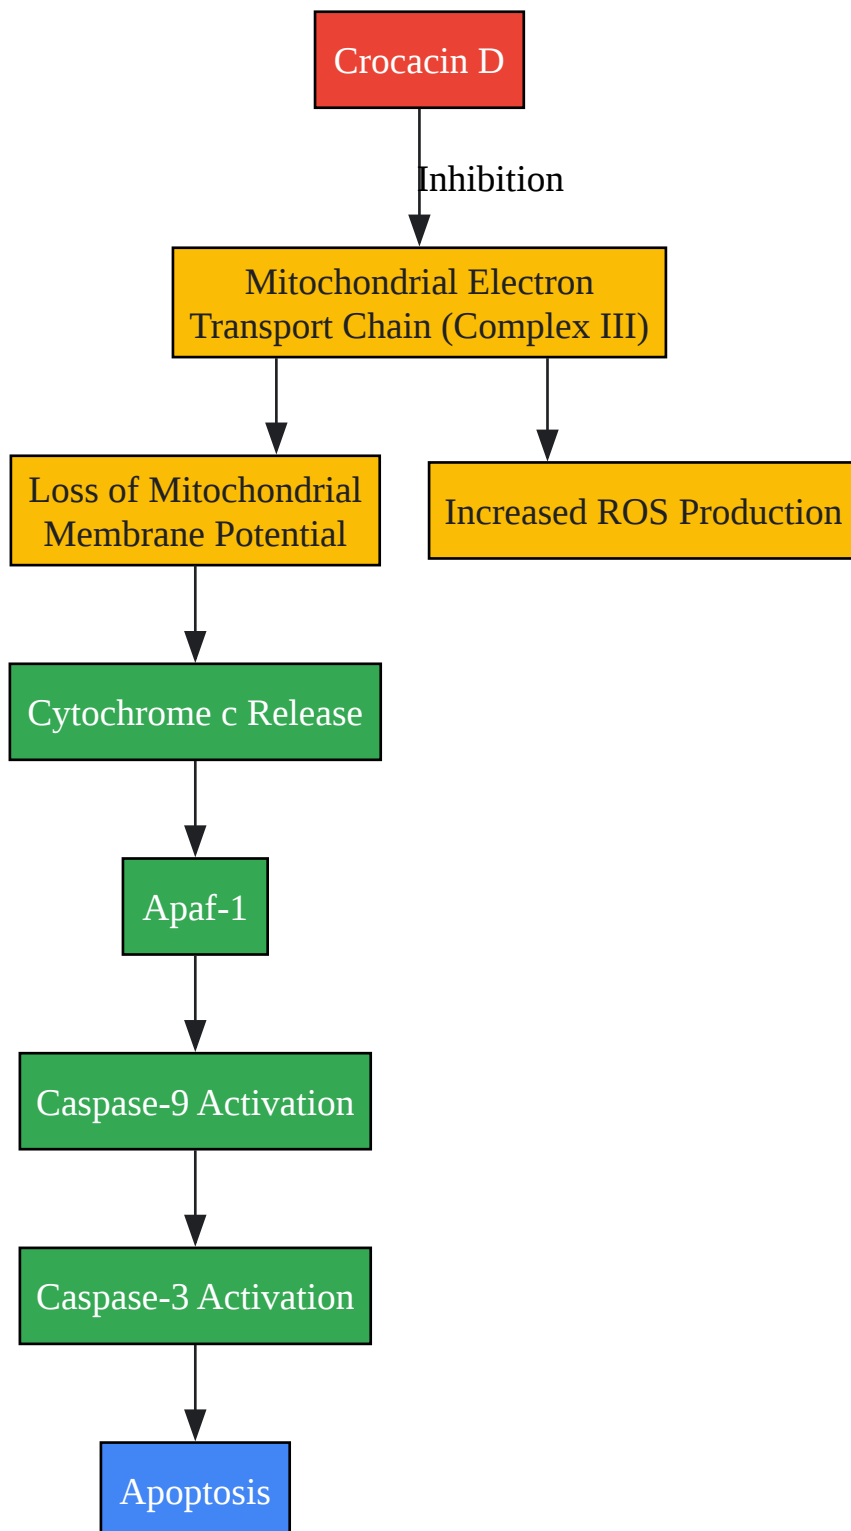 Crocacin D
Inhibition
Mitochondrial Electron
Transport Chain (Complex III)
Loss of Mitochondrial
Membrane Potential
Increased ROS Production
Cytochrome c Release
Apaf-1
Caspase-9 Activation
Caspase-3 Activation
Apoptosis